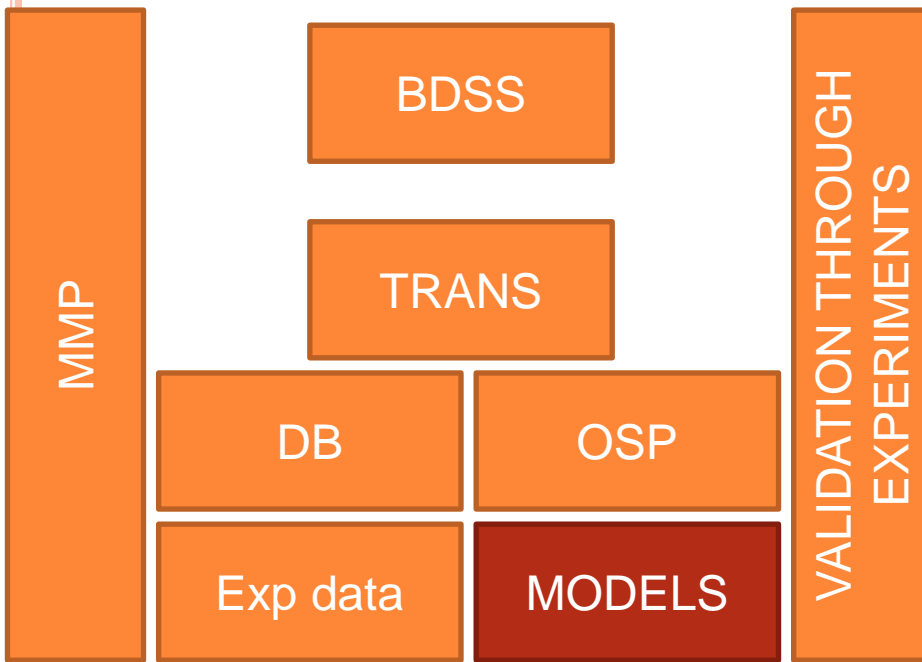 MMP
BDSS
TRANS
DB
OSP
Exp data
MODELS
VALIDATION THROUGH
EXPERIMENTS